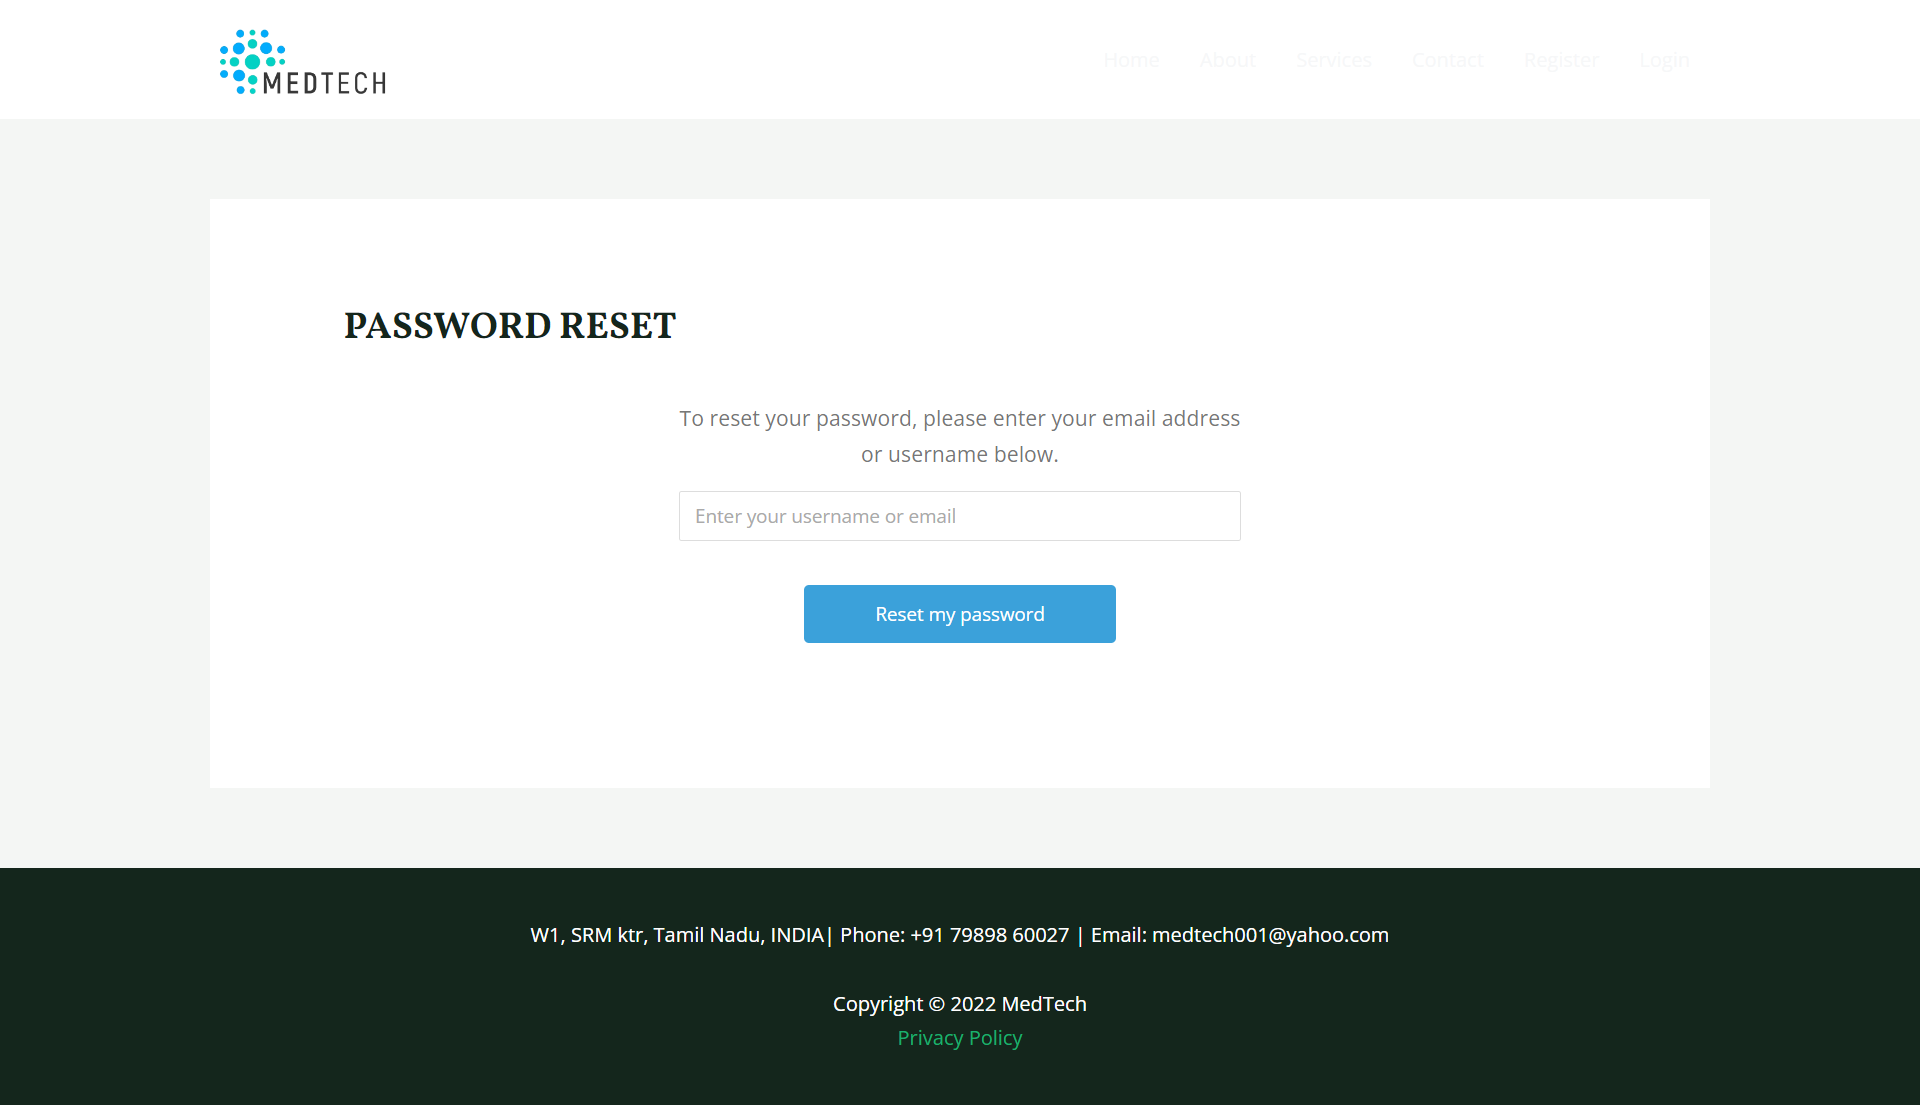 MEDTECH
Home About Services Contact Register Login
PASSWORD RESET
To reset your password, please enter your email address
or username below.
Enter your username or email
Reset my password
W1, SRM ktr, Tamil Nadu, INDIA| Phone: +91 79898 60027 | Email: medtech001@yahoo.com
Copyright © 2022 MedTech
Privacy Policy